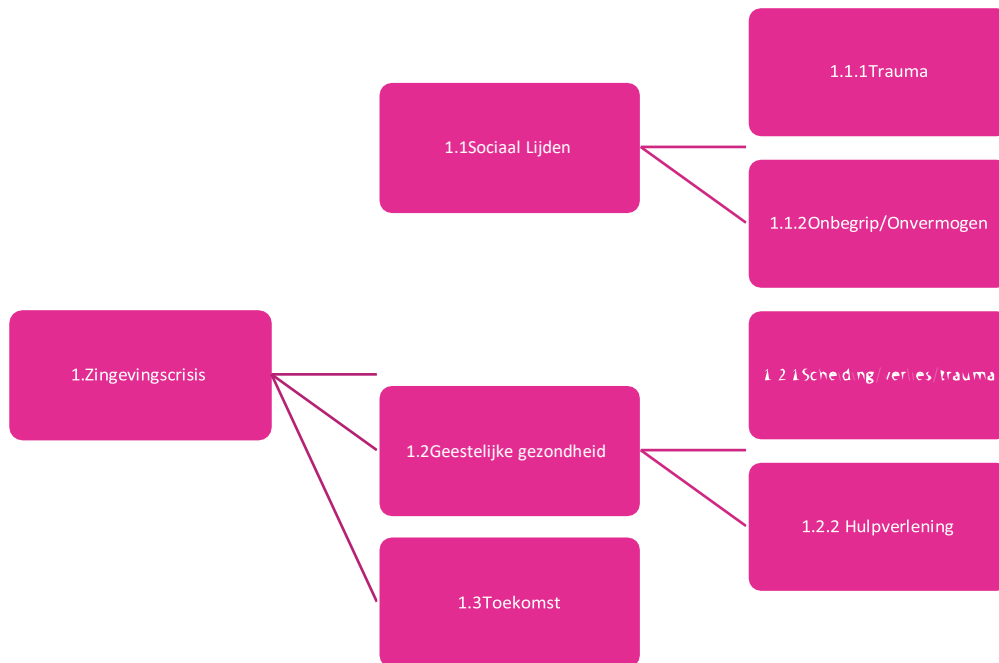 1.Zingevingscrisis
1.1Sociaal Lijden
1.1.1Trauma
1.1.2Onbegrip/Onvermogen
1.2Geestelijke gezondheid
1.2.1Scheiding/verlies/trauma
1.2.2 Hulpverlening
1.3Toekomst